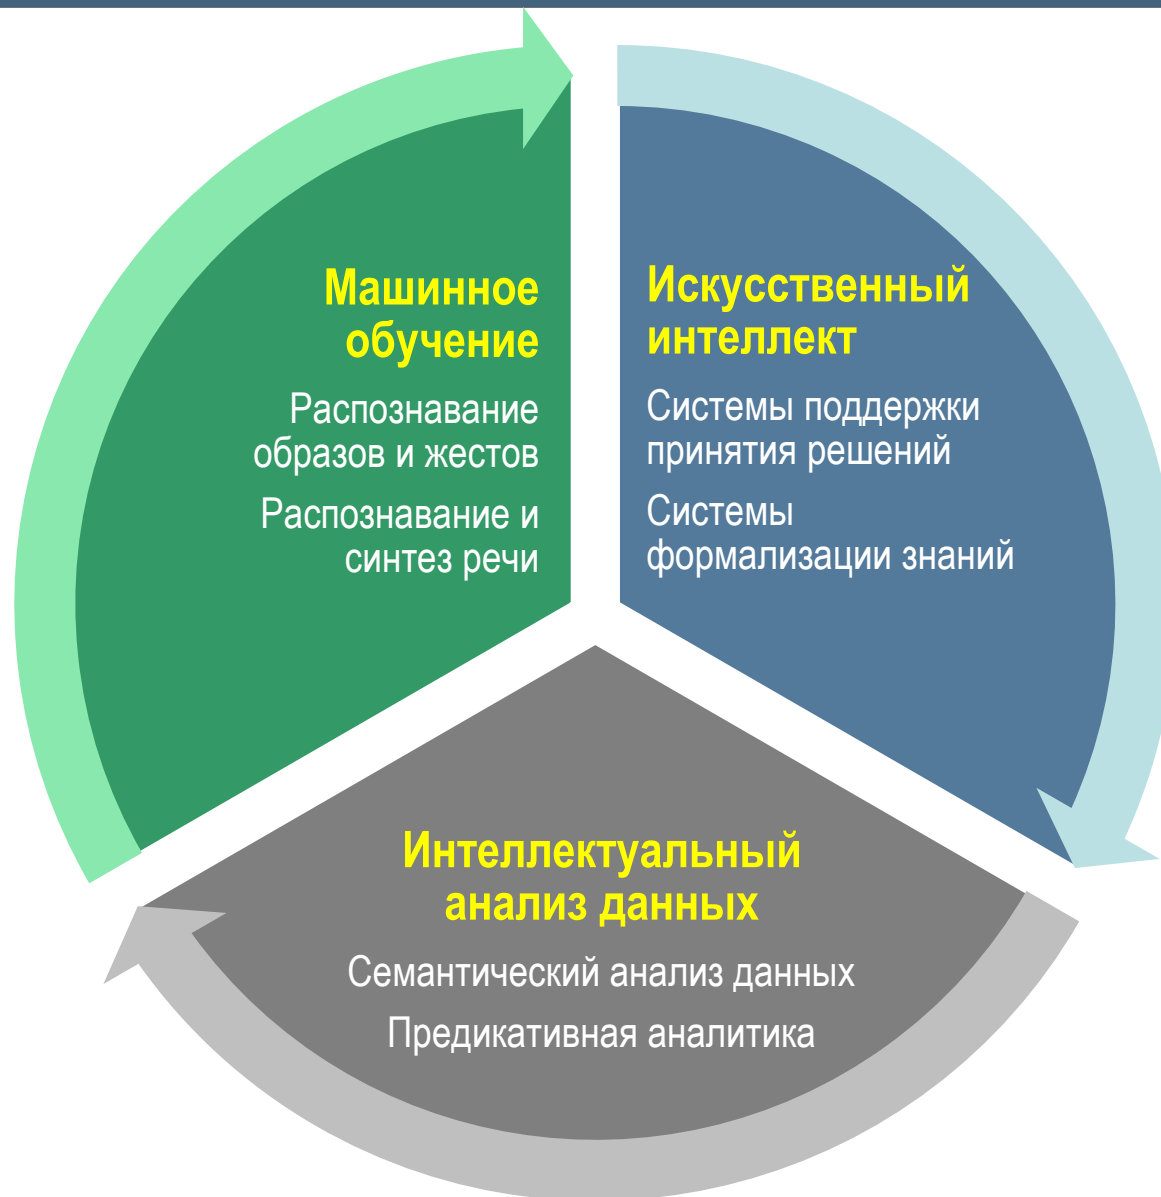 Машинное
обучение
Распознавание
образов и жестов
Распознавание и
синтез речи
Искусственный
интеллект
Системы поддержки
принятия решений
Системы
формализации знаний
Интеллектуальный
анализ данных
Семантический анализ данных
Предикативная аналитика